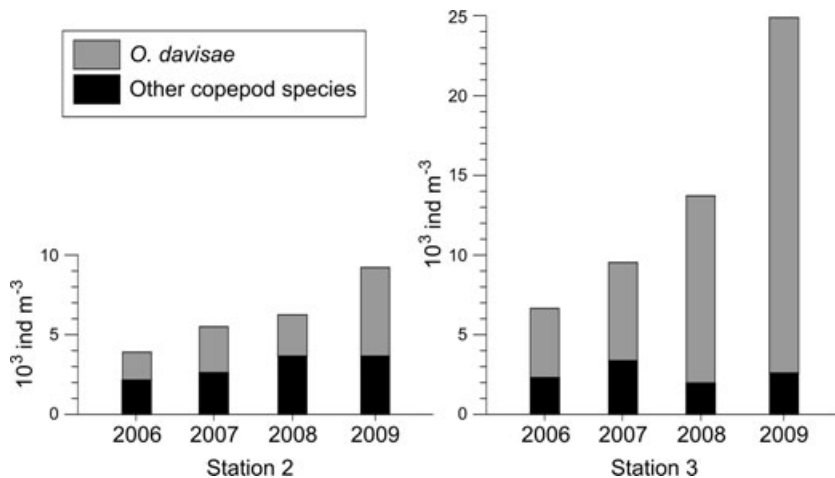 O. davisae
Other copepod species
10³ ind m⁻³
10
5
0
2006 2007 2008 2009
Station 2
10³ ind m⁻³
25
20
15
10
5
0
2006 2007 2008 2009
Station 3